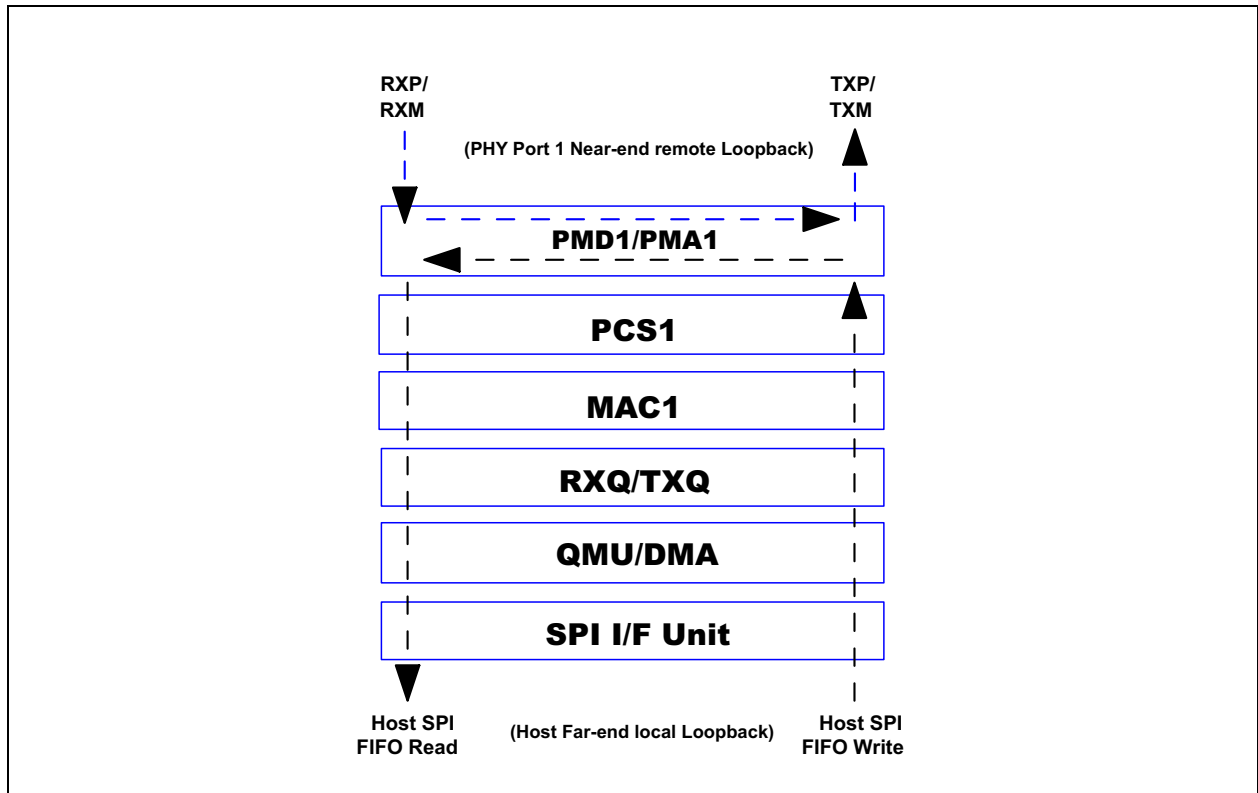 RXP/
RXM
TXP/
TXM
(PHY Port 1 Near-end remote Loopback)
PMD1/PMA1
PCS1
MAC1
RXQ/TXQ
QMU/DMA
SPI I/F Unit
Host SPI
FIFO Read
(Host Far-end local Loopback)
Host SPI
FIFO Write